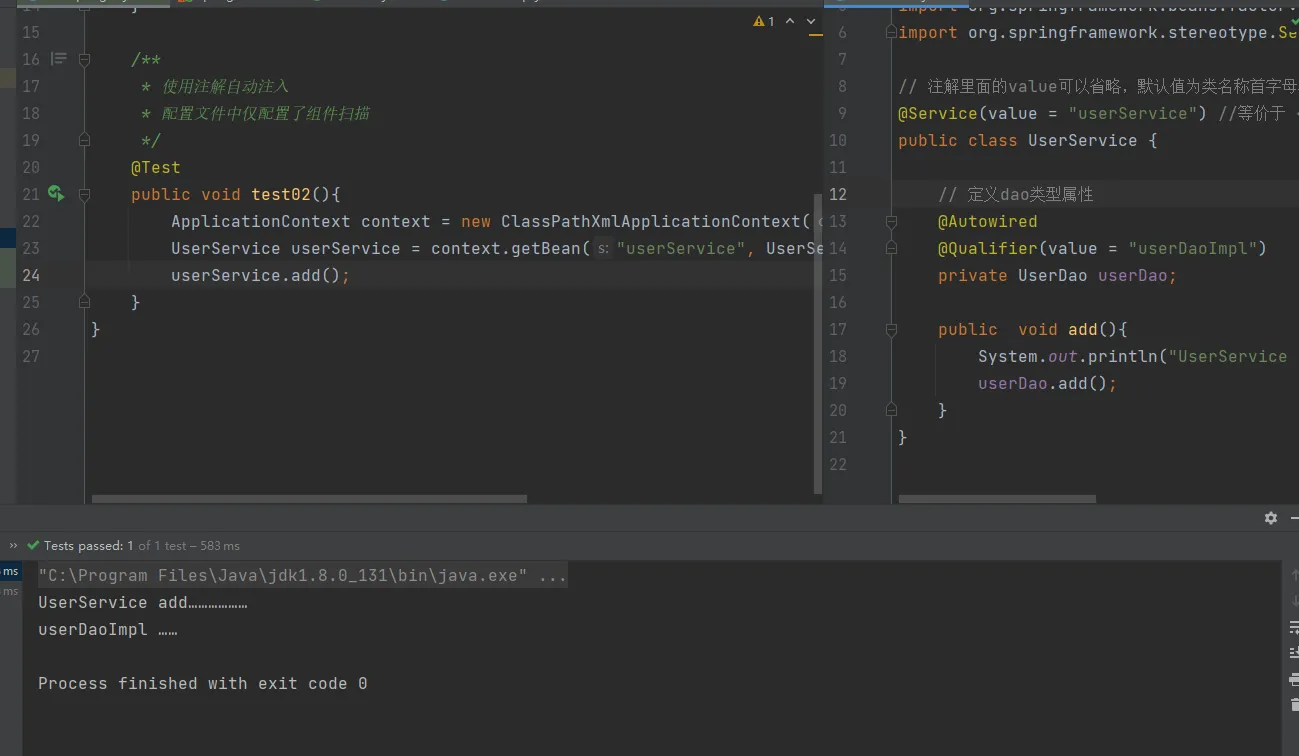 15
16 /**
17 * 使用注解自动注入
18 * 配置文件中仅配置了组件扫描
19 */
20 @Test
21 public void test02(){
22 ApplicationContext context = new ClassPathXmlApplicationContext(
23 UserService userService = context.getBean( s: "userService", UserSe
24 userService.add();
25 }
26 }
27
1
6 import org.springframework.stereotype.Se
7
8 // 注解里面的value可以省略，默认值为类名称首字母
9 @Service(value = "userService") //等价于
10 public class UserService {
11
12 // 定义dao类型属性
13 @Autowired
14 @Qualifier(value = "userDaoImpl")
15 private UserDao userDao;
16
17 public void add(){
18 System.out.println("UserService
19 userDao.add();
20 }
21 }
22
» Tests passed: 1 of 1 test – 583 ms
ms
ms
"C:\Program Files\Java\jdk1.8.0_131\bin\java.exe" ...
UserService add……………
userDaoImpl ……
Process finished with exit code 0